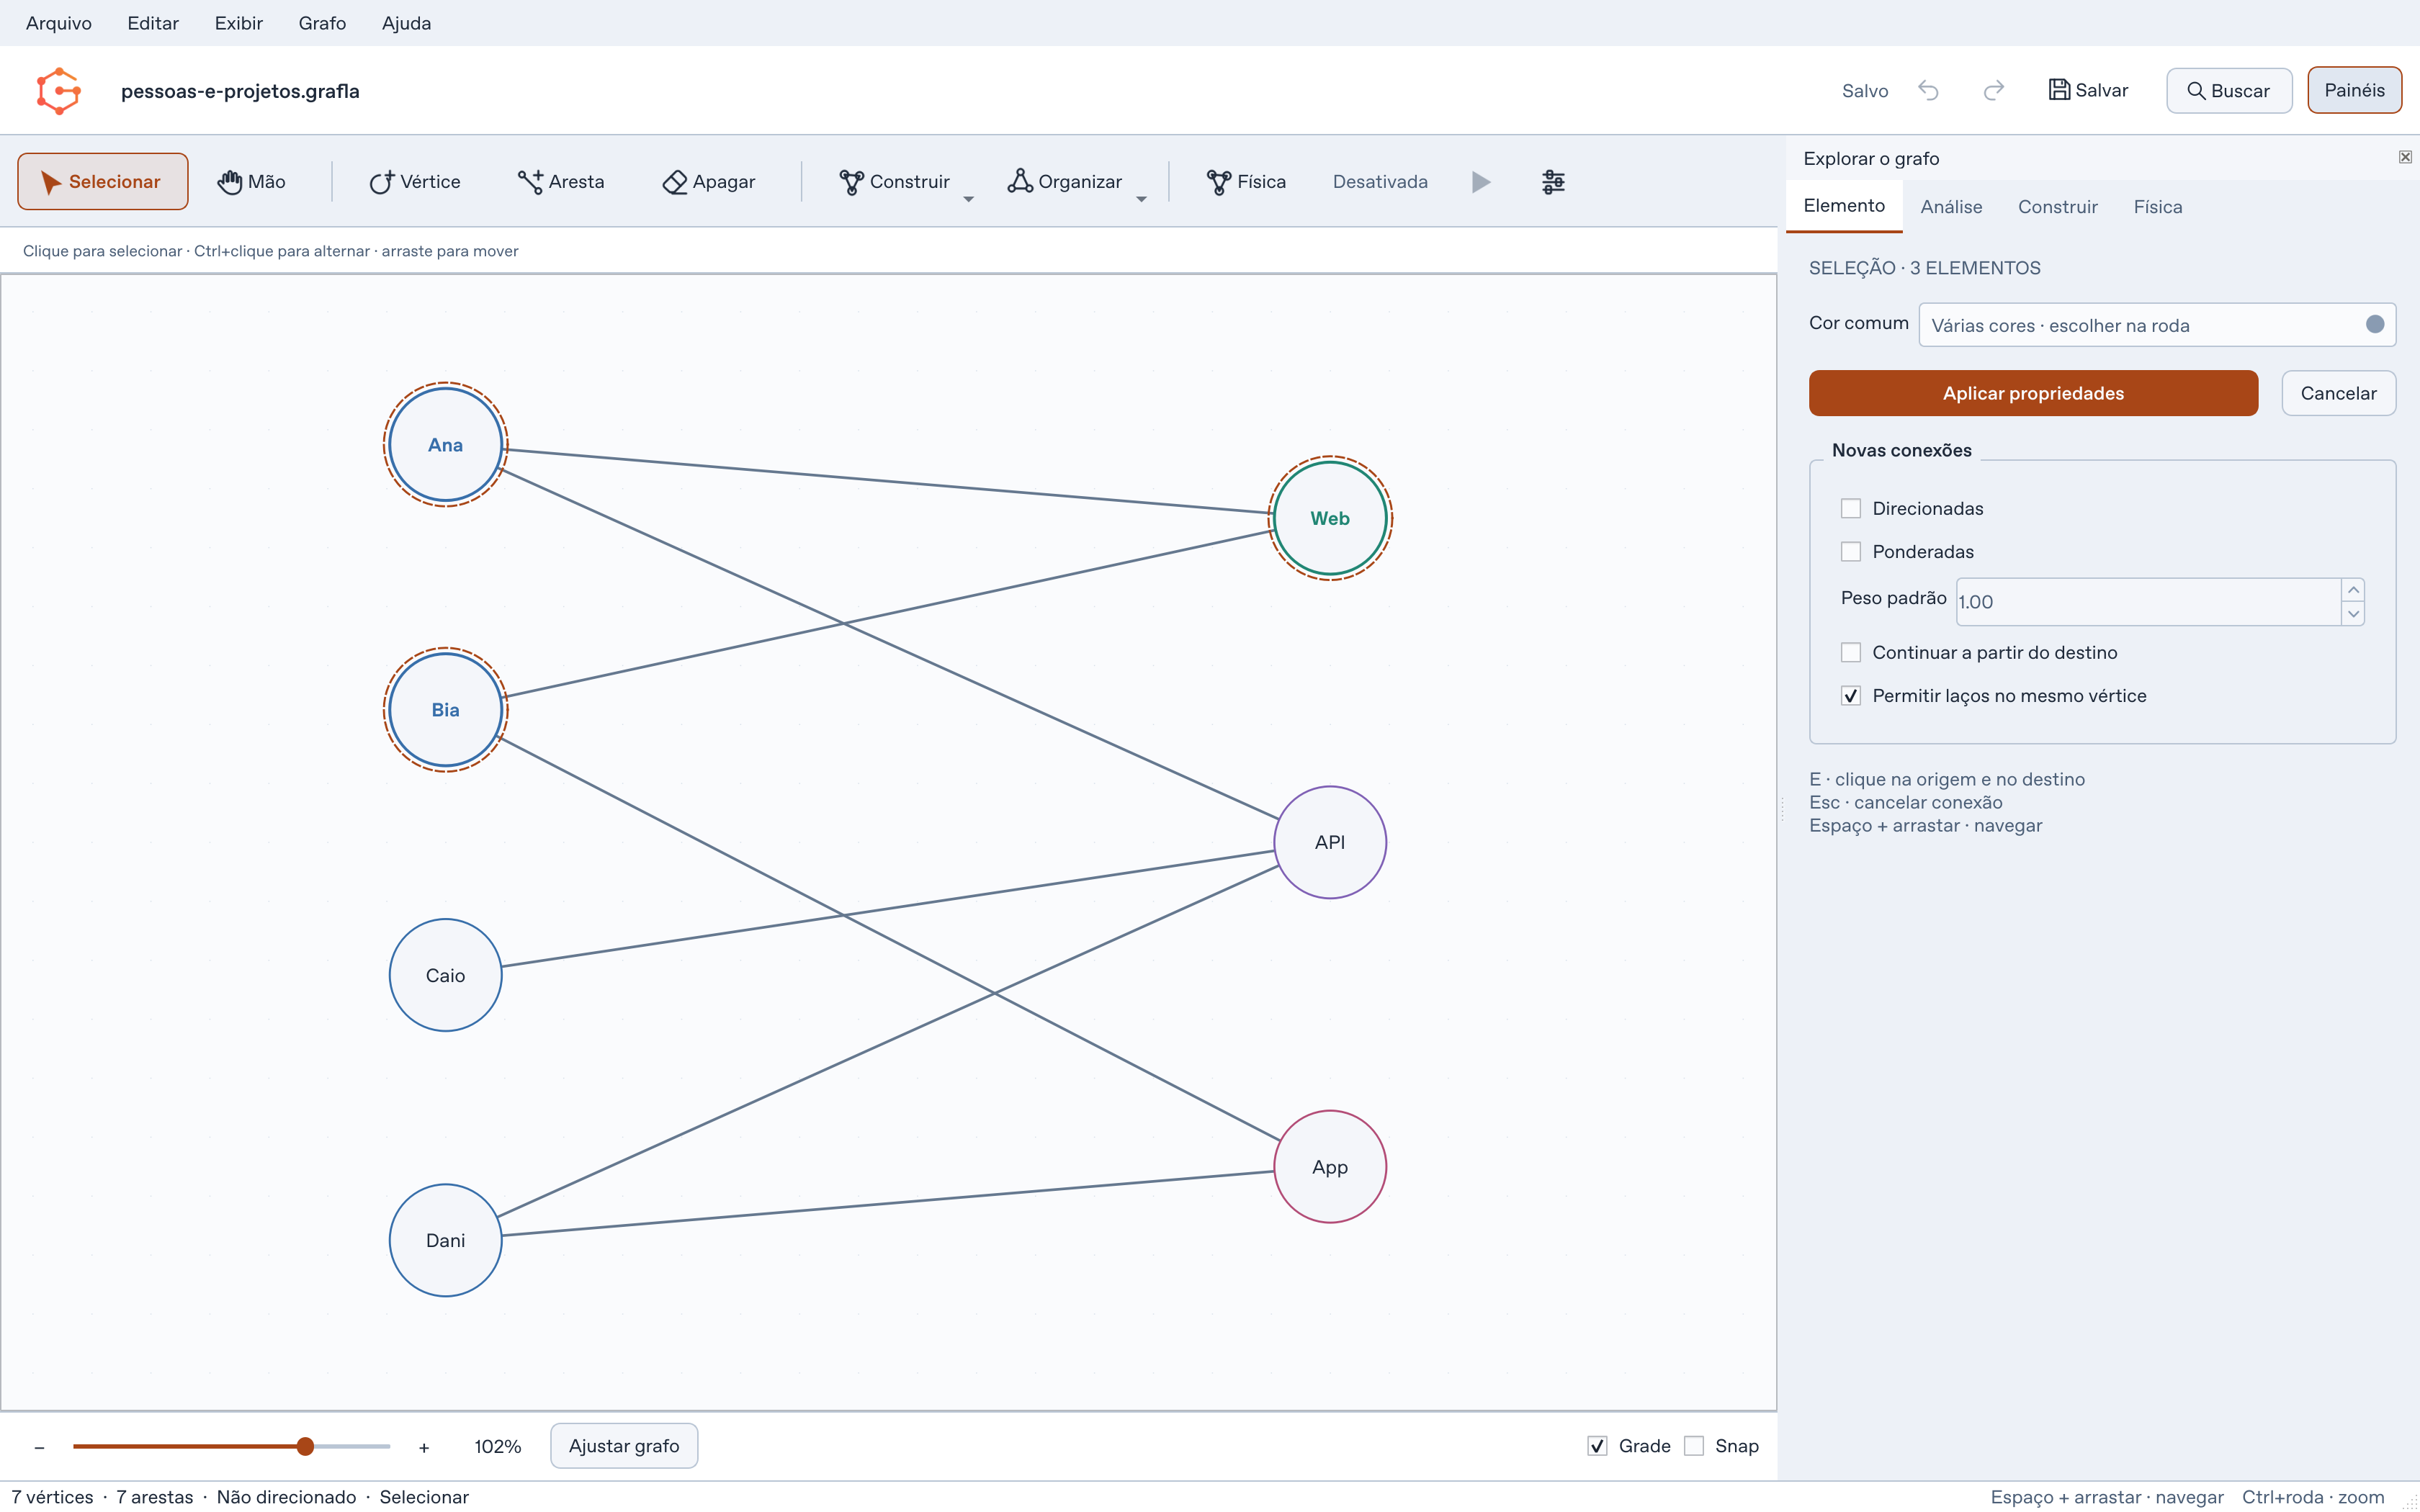 Arquivo Editar Exibir Grafo Ajuda
pessoas-e-projetos.grafla
Salvo Salvar Buscar Painéis
Selecionar Mão Vértice Aresta Apagar Construir Organizar Física Desativada
Clique para selecionar · Ctrl+clique para alternar · arraste para mover
Ana
Web
Bia
API
Caio
App
Dani
Explorar o grafo
Elemento Análise Construir Física
SELEÇÃO · 3 ELEMENTOS
Cor comum Várias cores · escolher na roda
Aplicar propriedades Cancelar
Novas conexões
Direcionadas
Ponderadas
Peso padrão 1.00
Continuar a partir do destino
Permitir laços no mesmo vértice
E · clique na origem e no destino
Esc · cancelar conexão
Espaço + arrastar · navegar
− + 102% Ajustar grafo Grade Snap
7 vértices · 7 arestas · Não direcionado · Selecionar
Espaço + arrastar · navegar Ctrl+roda · zoom